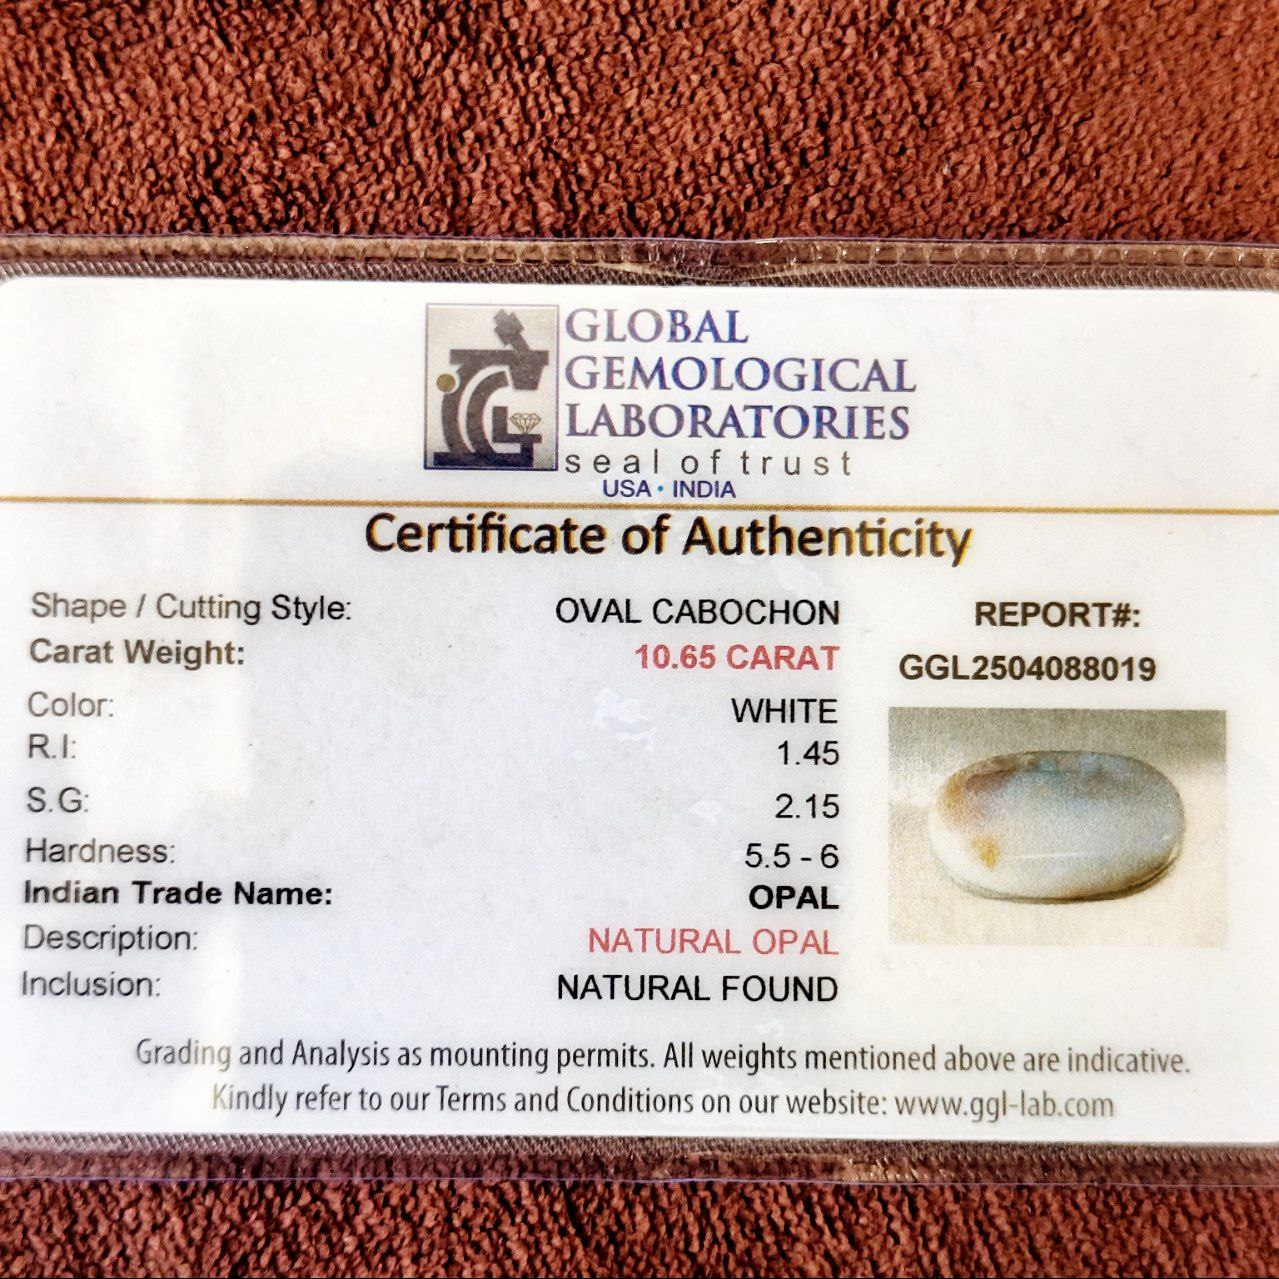 GLOBAL
GEMOLOGICAL
LABORATORIES
seal of trust
USA • INDIA
Certificate of Authenticity
Shape / Cutting Style: OVAL CABOCHON
Carat Weight: 10.65 CARAT
Color: WHITE
R.I: 1.45
S.G: 2.15
Hardness: 5.5 - 6
Indian Trade Name: OPAL
Description: NATURAL OPAL
Inclusion: NATURAL FOUND
REPORT#:
GGL2504088019
Grading and Analysis as mounting permits. All weights mentioned above are indicative.
Kindly refer to our Terms and Conditions on our website: www.ggl-lab.com